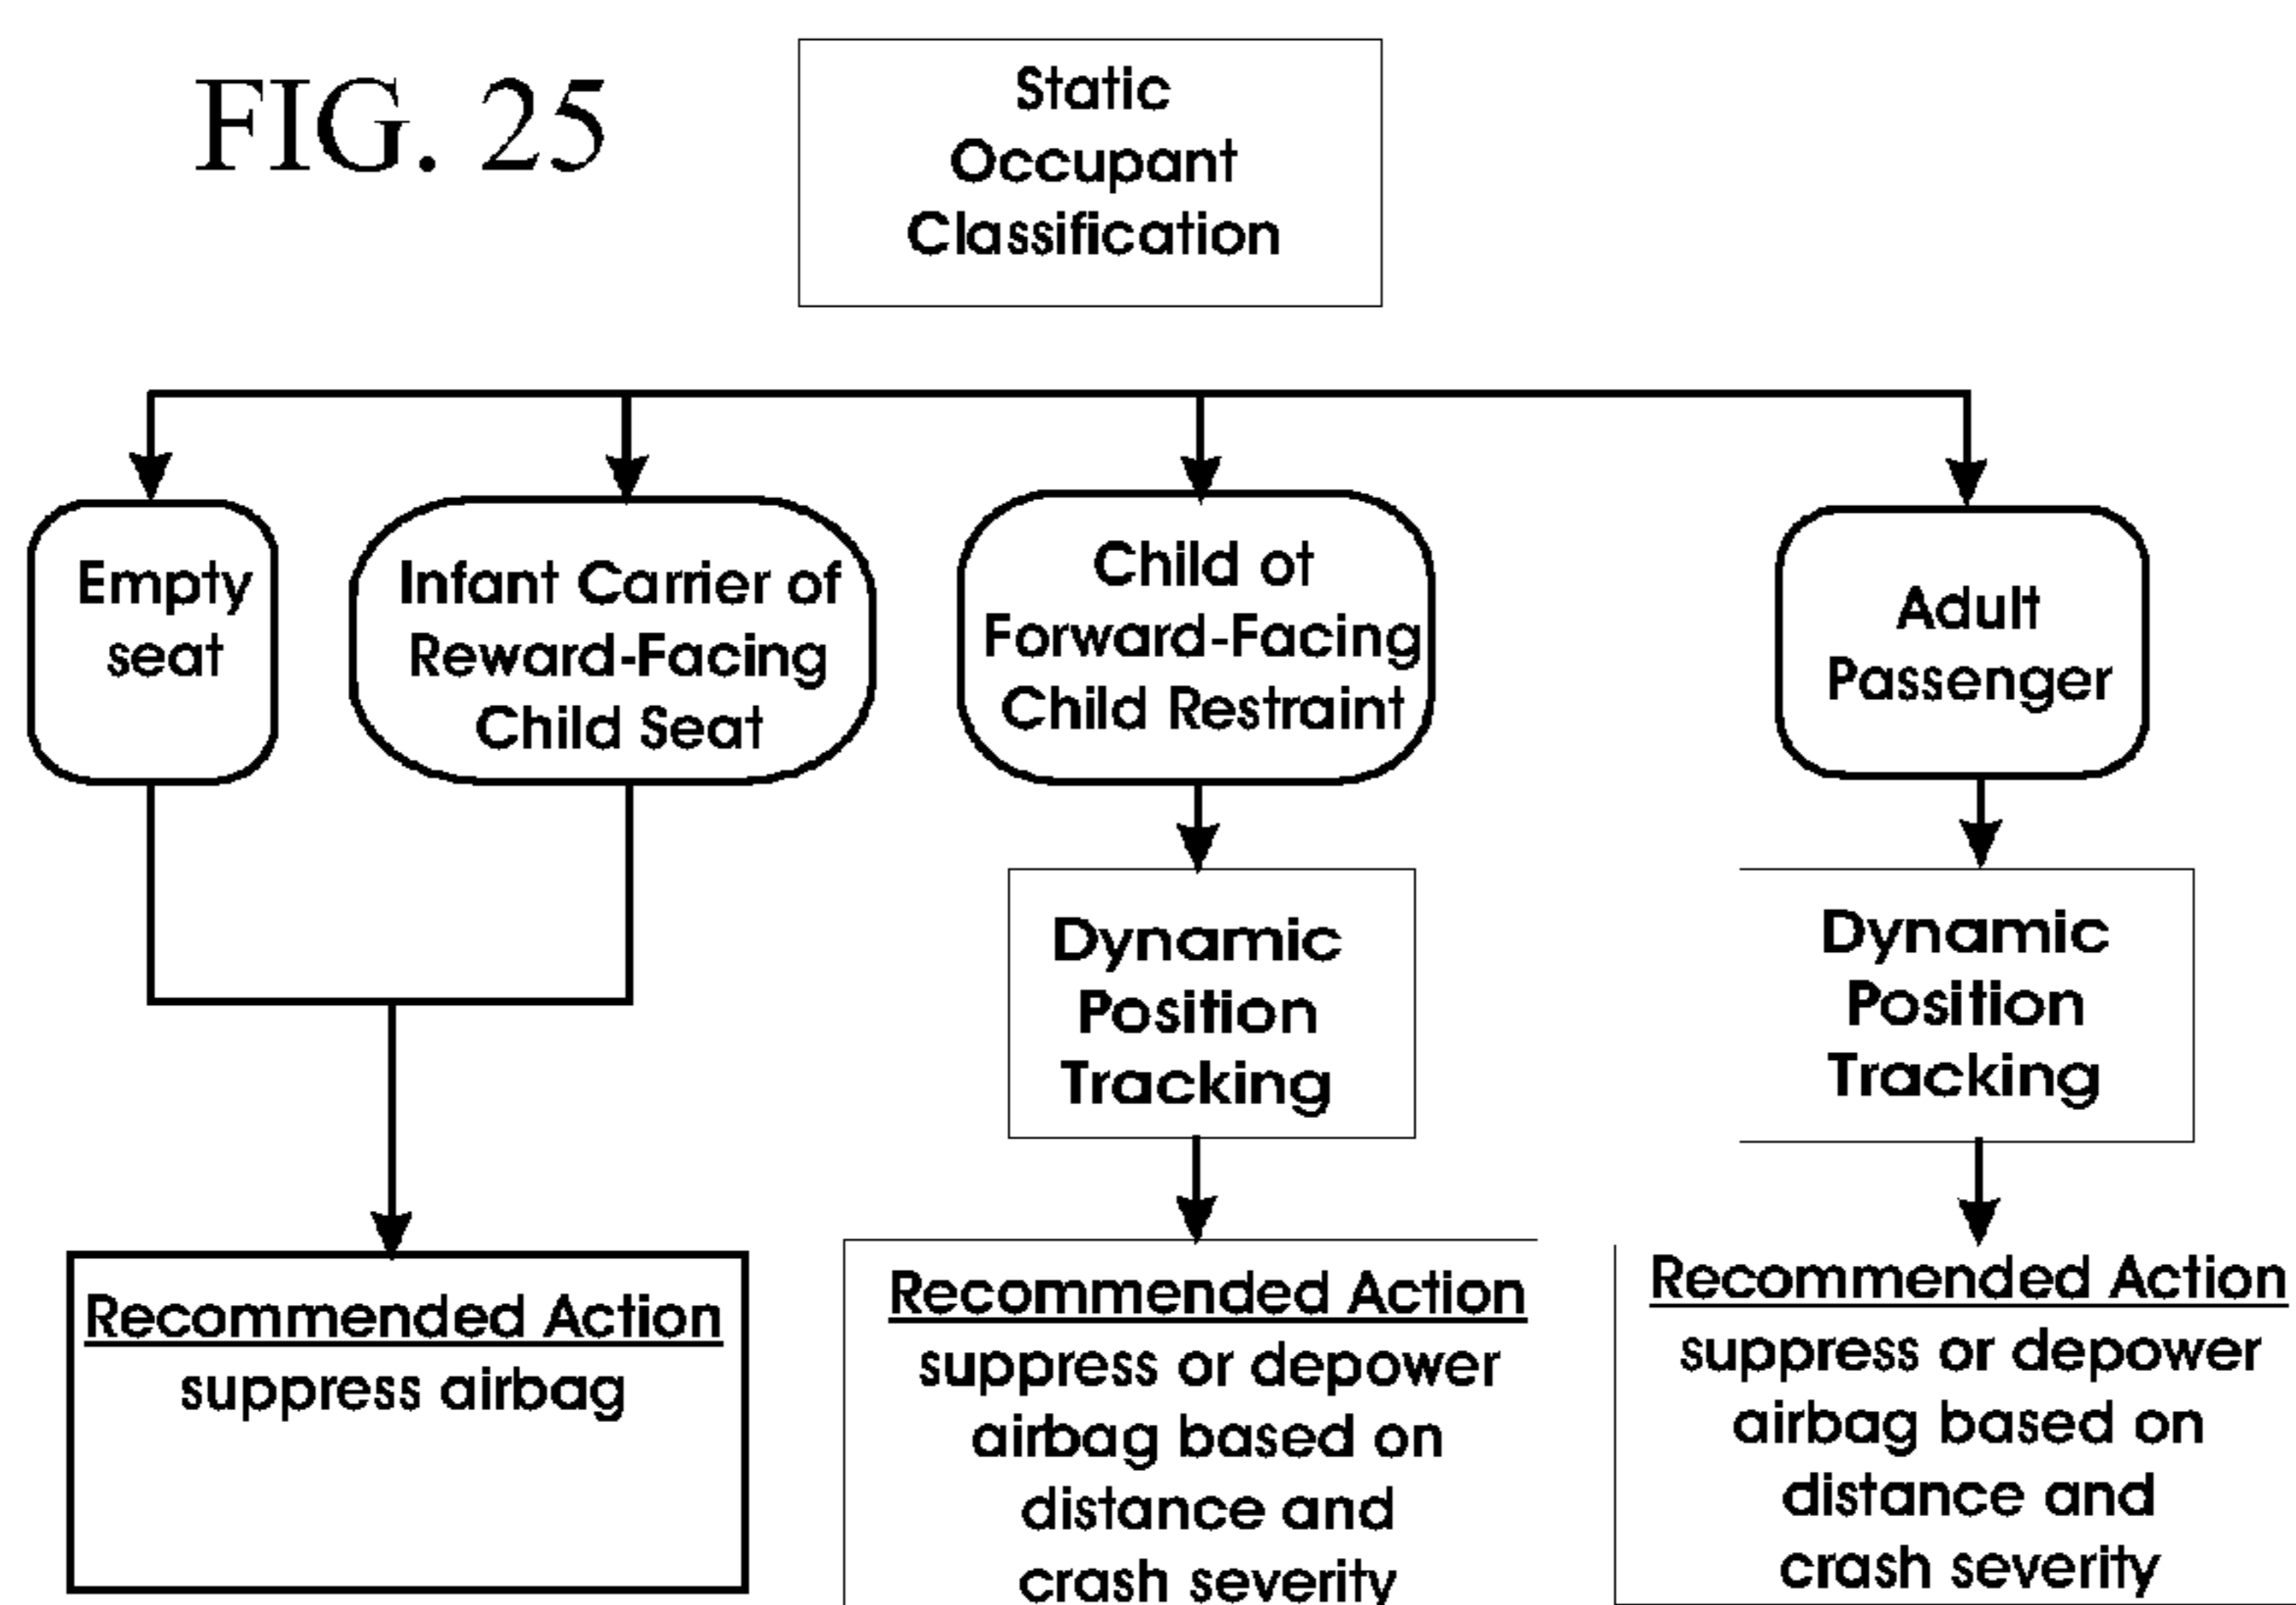 FIG. 25
Static
Occupant
Classification
Empty
seat
Infant Carrier of
Reward-Facing
Child Seat
Child ot
Forward-Facing
Child Restraint
Adult
Passenger
Dynamic
Position
Tracking
Dynamic
Position
Tracking
Recommended Action
suppress airbag
Recommended Action
suppress or depower
airbag based on
distance and
crash severity
Recommended Action
suppress or depower
airbag based on
distance and
crash severity